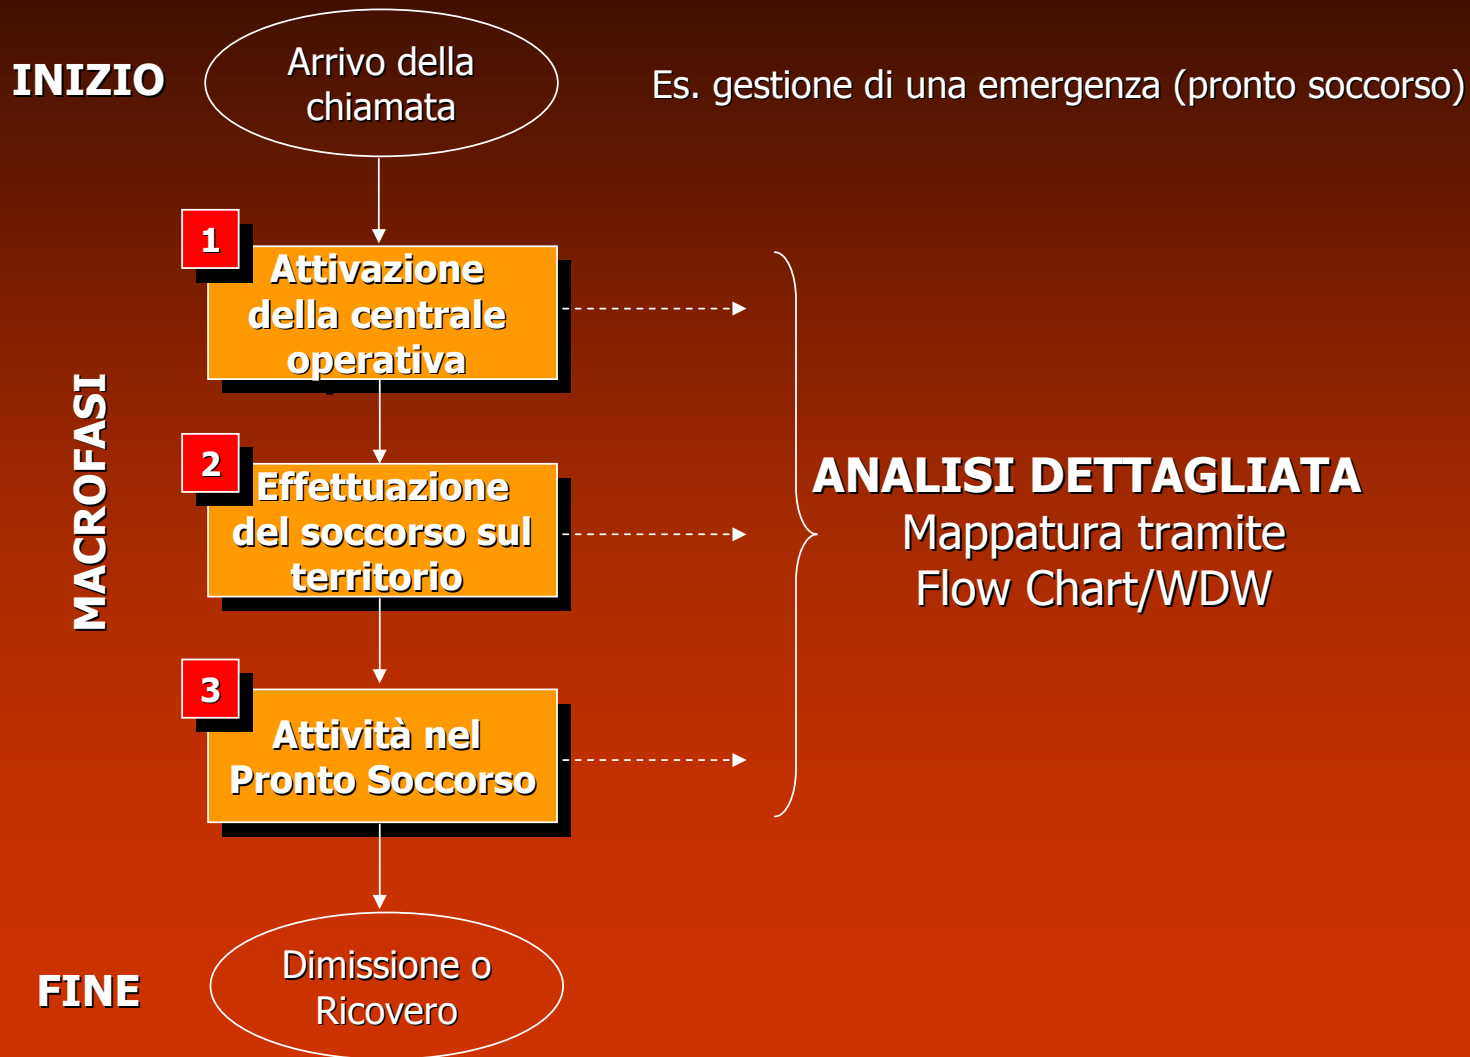 INIZIO
Arrivo della
chiamata
Es. gestione di una emergenza (pronto soccorso)
MACROFASI
1
Attivazione
della centrale
operativa
2
Effettuazione
del soccorso sul
territorio
3
Attività nel
Pronto Soccorso
ANALISI DETTAGLIATA
Mappatura tramite
Flow Chart/WDW
FINE
Dimissione o
Ricovero